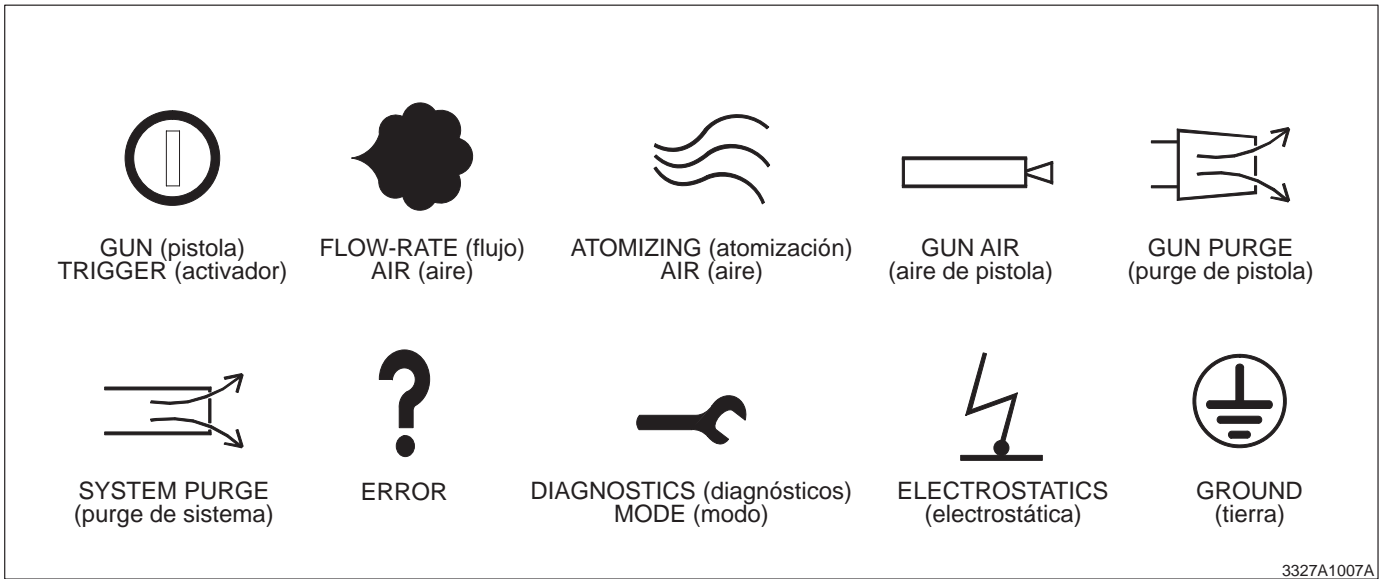 GUN (pistola)
TRIGGER (activador)
FLOW-RATE (flujo)
AIR (aire)
ATOMIZING (atomización)
AIR (aire)
GUN AIR
(aire de pistola)
GUN PURGE
(purge de pistola)
SYSTEM PURGE
(purge de sistema)
ERROR
DIAGNOSTICS (diagnósticos)
MODE (modo)
ELECTROSTATICS
(electrostática)
GROUND
(tierra)
3327A1007A